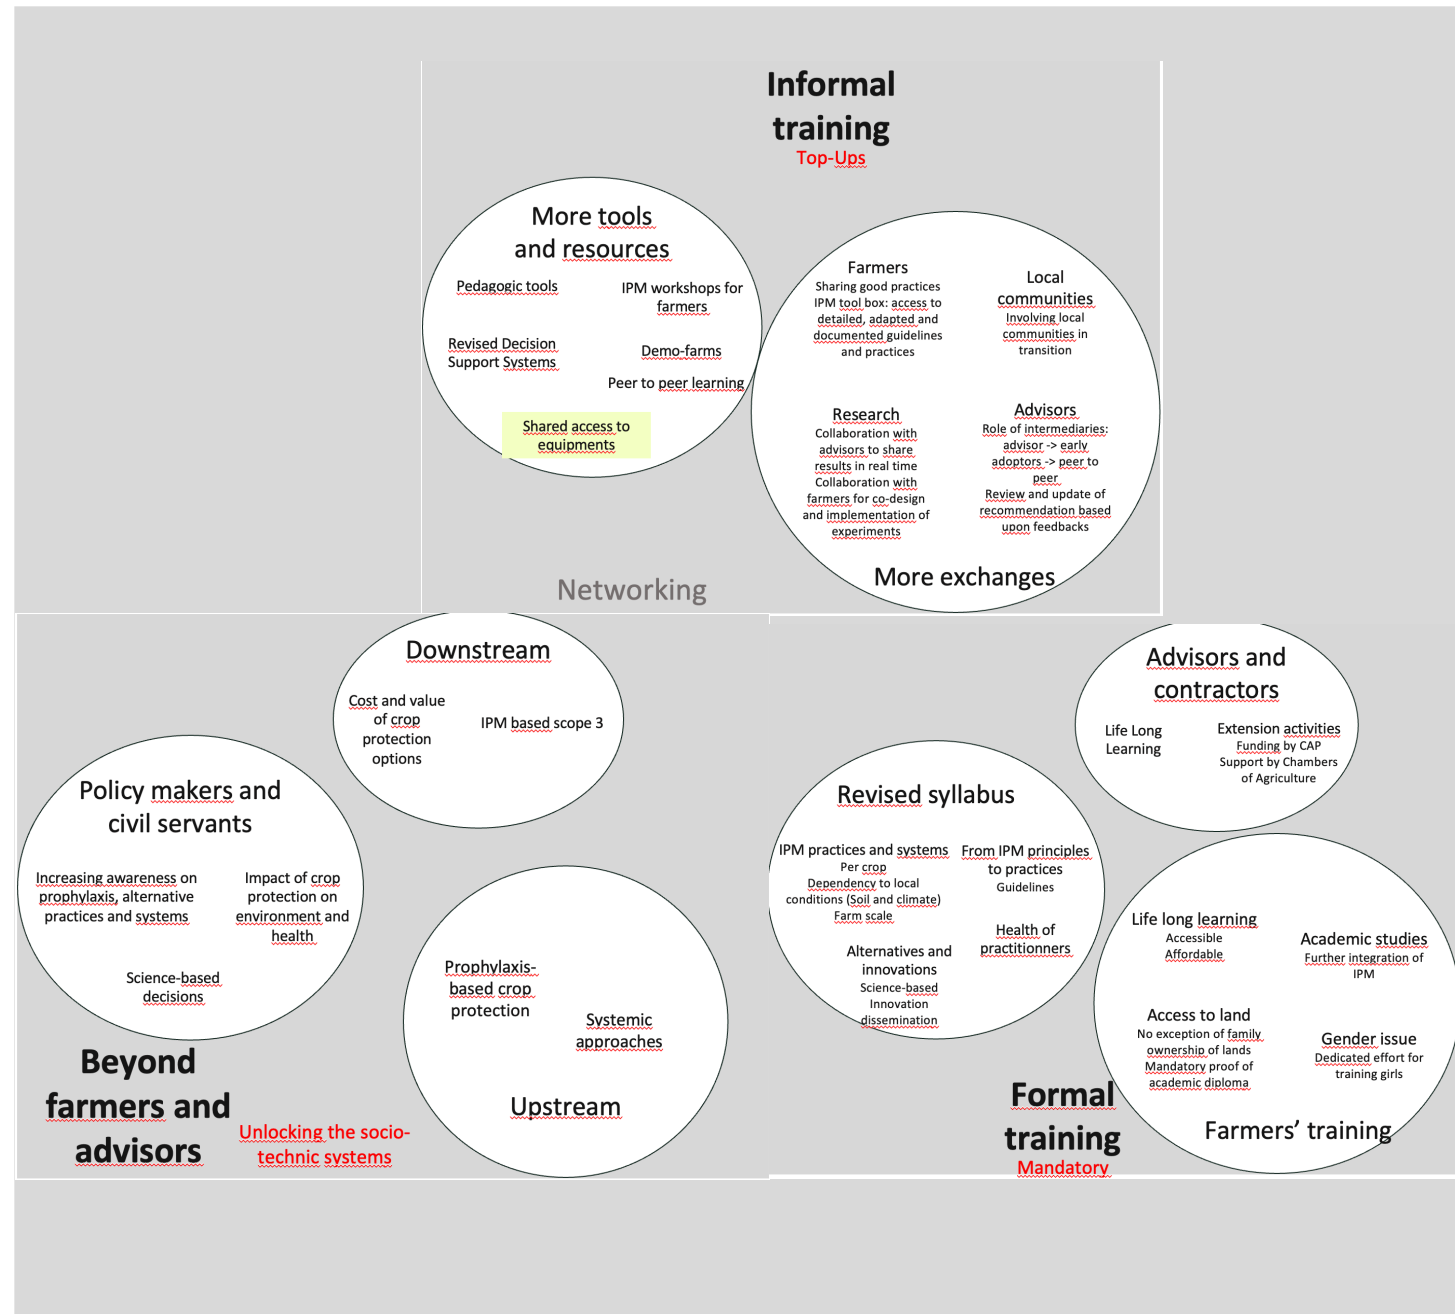 Informal
training
Top-Ups
More tools
and resources
Pedagogic tools
IPM workshops for
farmers
Revised Decision
Support Systems
Demo-farms
Peer to peer learning
Shared access to
equipments
Farmers
Sharing good practices
IPM tool box: access to
detailed, adapted and
documented guidelines
and practices
Local
communities
Involving local
communities in
transition
Research
Collaboration with
advisors to share
results in real time
Collaboration with
farmers for co-design
and implementation of
experiments
Advisors
Role of intermediaries:
advisor -> early
adoptors -> peer to
peer
Review and update of
recommendation based
upon feedbacks
More exchanges
Networking
Downstream
Cost and value
of crop
protection
options
IPM based scope 3
Policy makers and
civil servants
Increasing awareness on
prophylaxis, alternative
practices and systems
Impact of crop
protection on
environment and
health
Science-based
decisions
Prophylaxis-
based crop
protection
Systemic
approaches
Upstream
Beyond
farmers and
advisors
Unlocking the socio-
technic systems
Advisors and
contractors
Life Long
Learning
Extension activities
Funding by CAP
Support by Chambers
of Agriculture
Revised syllabus
IPM practices and systems
Per crop
Dependency to local
conditions (Soil and climate)
Farm scale
From IPM principles
to practices
Guidelines
Health of
practitionners
Alternatives and
innovations
Science-based
Innovation
dissemination
Life long learning
Accessible
Affordable
Academic studies
Further integration of
IPM
Access to land
No exception of family
ownership of lands
Mandatory proof of
academic diploma
Gender issue
Dedicated effort for
training girls
Farmers' training
Formal
training
Mandatory